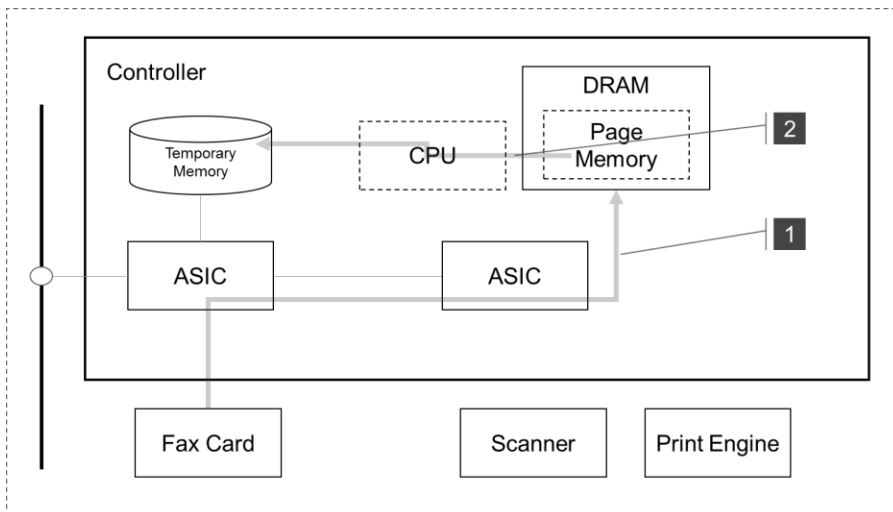 Controller
DRAM
Page
Memory
2
CPU
Temporary
Memory
1
ASIC
ASIC
Fax Card
Scanner
Print Engine